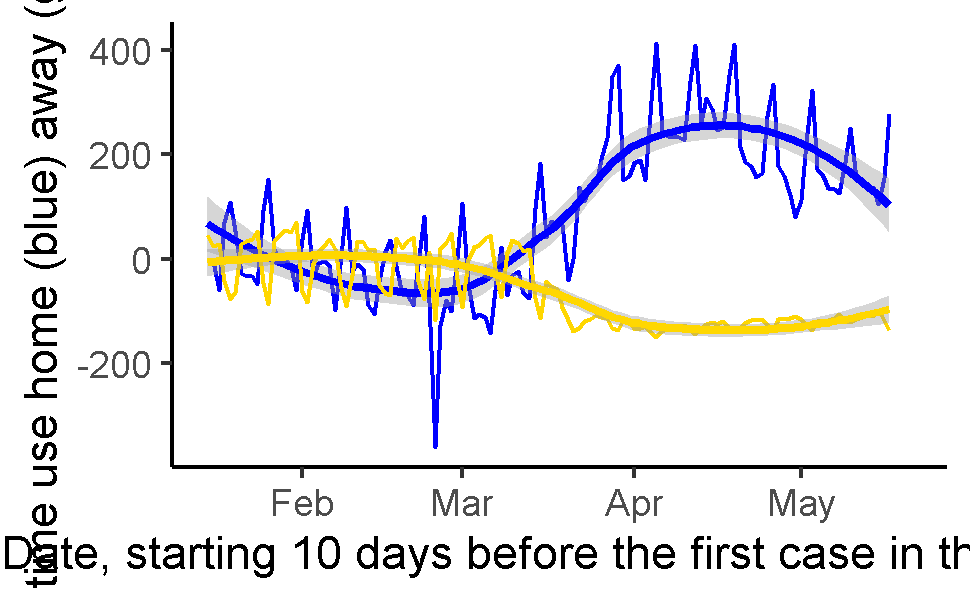 time use home (blue) away (
400
200
0
-200
Feb Mar Apr May
Date, starting 10 days before the first case in th